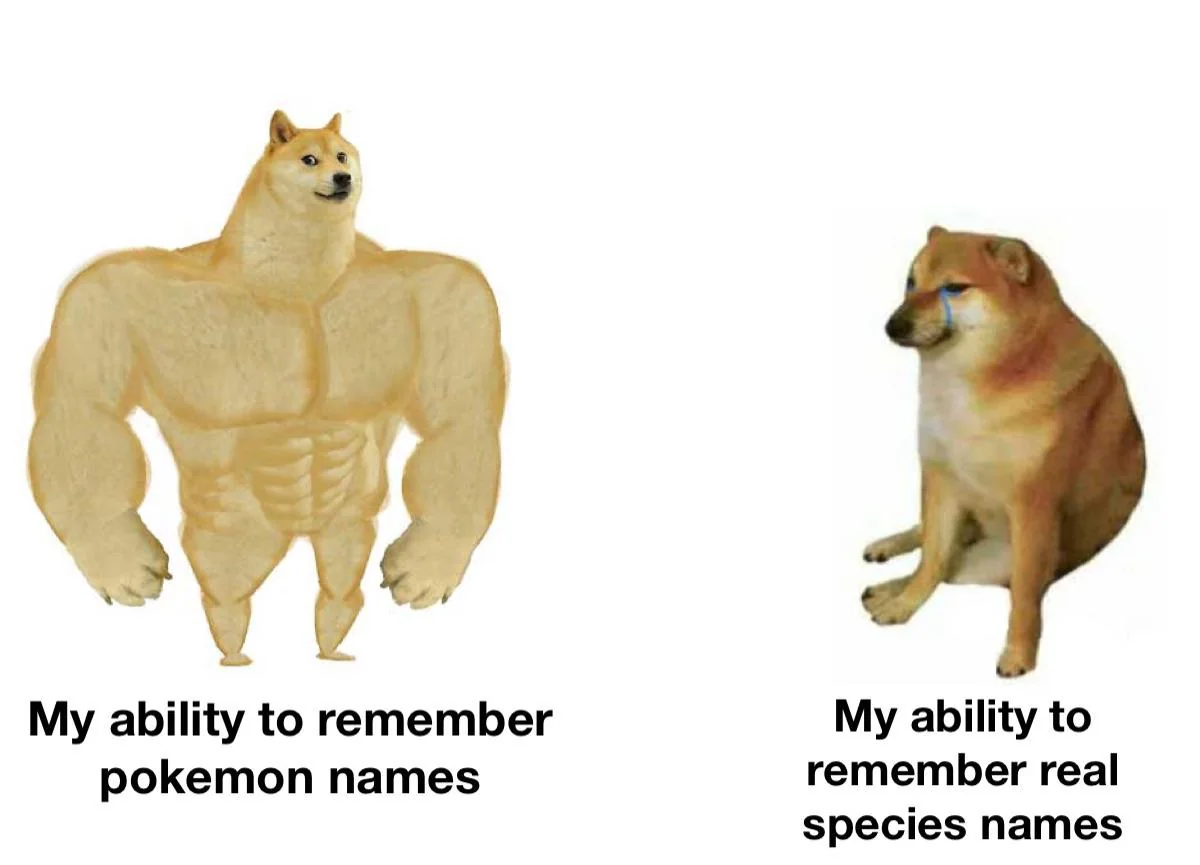 My ability to remember
pokemon names
My ability to
remember real
species names